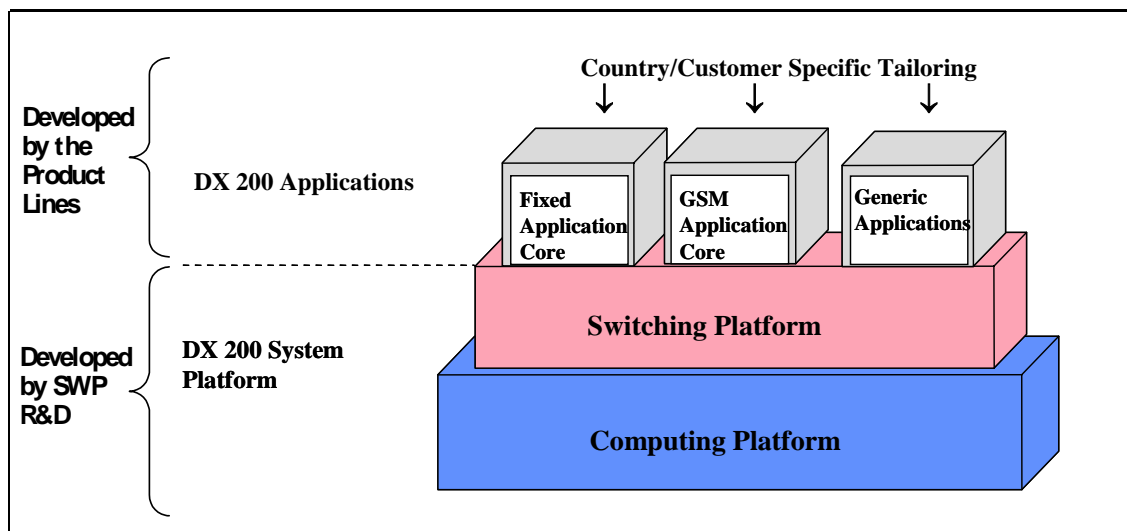 Country/Customer Specific Tailoring
Developed
by the
Product
Lines
DX 200 Applications
Fixed
Application
Core
GSM
Application
Core
Generic
Applications
Developed
by SWP
R&D
DX 200 System
Platform
Switching Platform
Computing Platform